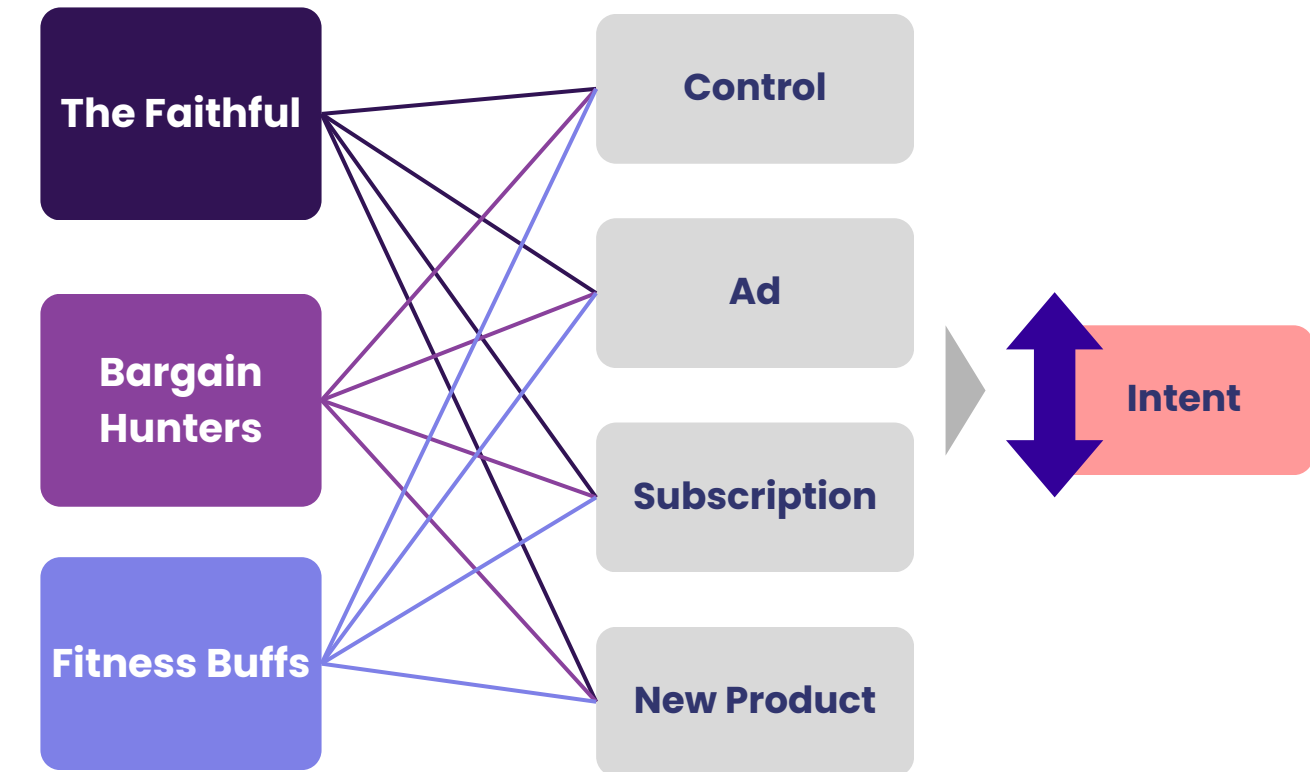 The Faithful
Bargain
Hunters
Fitness Buffs
Control
Ad
Subscription
New Product
Intent